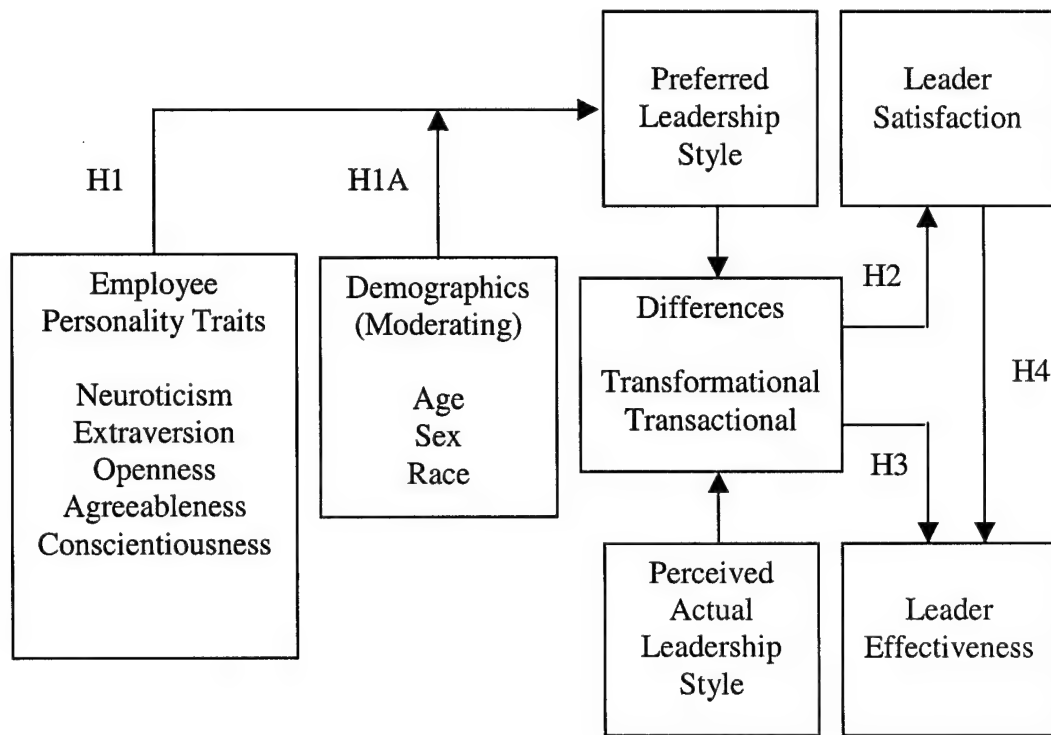 Preferred
Leadership
Style
Leader
Satisfaction
H1
H1A
Employee
Personality Traits
Neuroticism
Extraversion
Openness
Agreeableness
Conscientiousness
Demographics
(Moderating)
Age
Sex
Race
Differences
Transformational
Transactional
H2
H3
H4
Perceived
Actual
Leadership
Style
Leader
Effectiveness